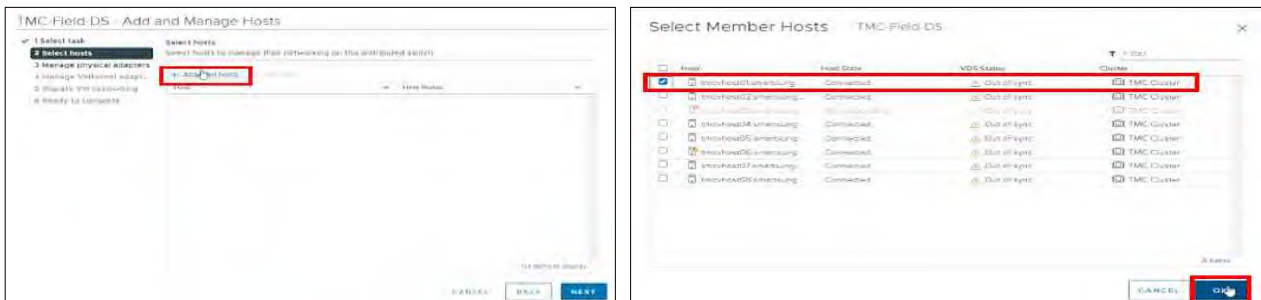 TMC-Field-DS - Add and Manage Hosts
1 Select task
2 Select hosts
3 Manage physical adapters
4 Manage VMkernel adapt...
5 Migrate VM networking
6 Ready to complete
Select hosts
Select hosts to manage their networking on this distributed switch.
Host
Host Status
CANCEL
BACK
NEXT
Select Member Hosts TMC-Field-DS
Filter
Host Host State VDS Status Cluster
Out of sync TMC Cluster
Connected Out of sync TMC Cluster
TMC Cluster
Connected Out of sync TMC Cluster
Connected Out of sync TMC Cluster
Connected Out of sync TMC Cluster
Connected Out of sync TMC Cluster
Connected Out of sync TMC Cluster
8 items
CANCEL
OK